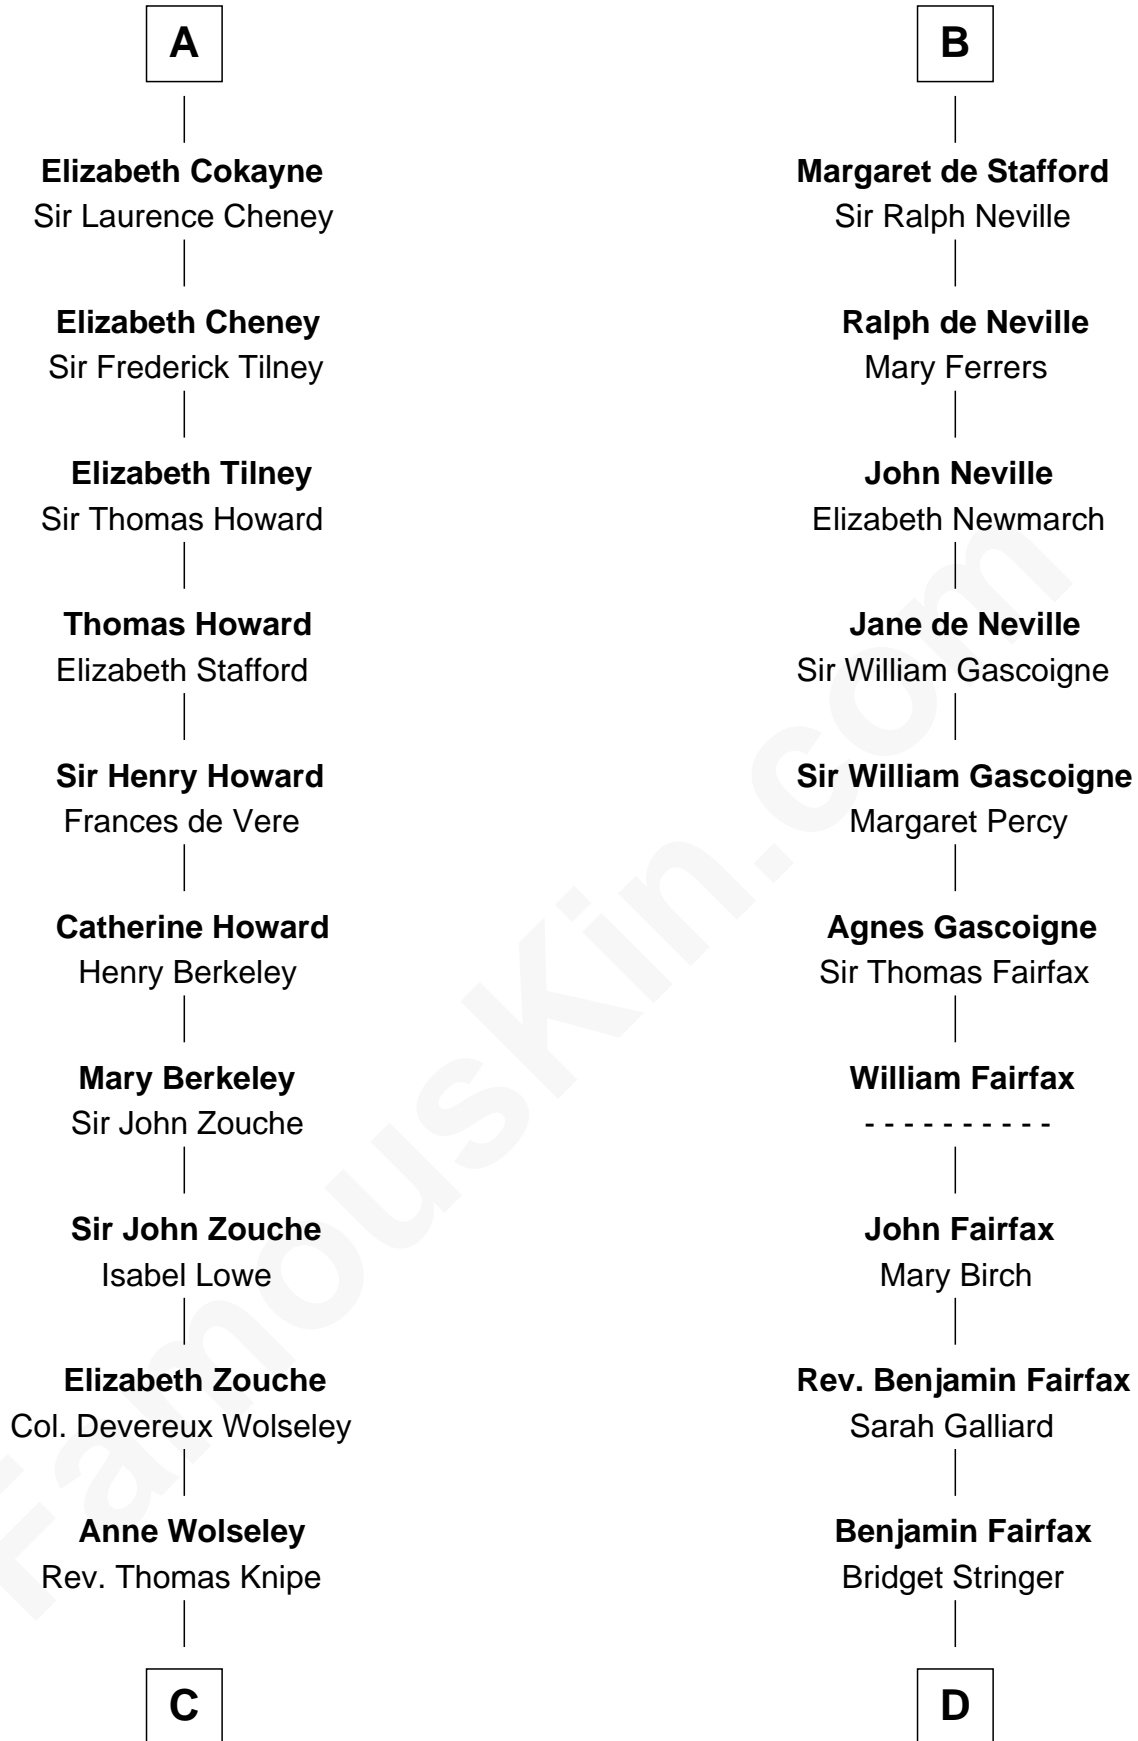 A
Elizabeth Cokayne
Sir Laurence Cheney
Elizabeth Cheney
Sir Frederick Tilney
Elizabeth Tilney
Sir Thomas Howard
Thomas Howard
Elizabeth Stafford
Sir Henry Howard
Frances de Vere
Catherine Howard
Henry Berkeley
Mary Berkeley
Sir John Zouche
Sir John Zouche
Isabel Lowe
Elizabeth Zouche
Col. Devereux Wolseley
Anne Wolseley
Rev. Thomas Knipe
C
B
Margaret de Stafford
Sir Ralph Neville
Ralph de Neville
Mary Ferrers
John Neville
Elizabeth Newmarch
Jane de Neville
Sir William Gascoigne
Sir William Gascoigne
Margaret Percy
Agnes Gascoigne
Sir Thomas Fairfax
William Fairfax
- - - - - - - - - -
John Fairfax
Mary Birch
Rev. Benjamin Fairfax
Sarah Galliard
Benjamin Fairfax
Bridget Stringer
D
FamousKin.com